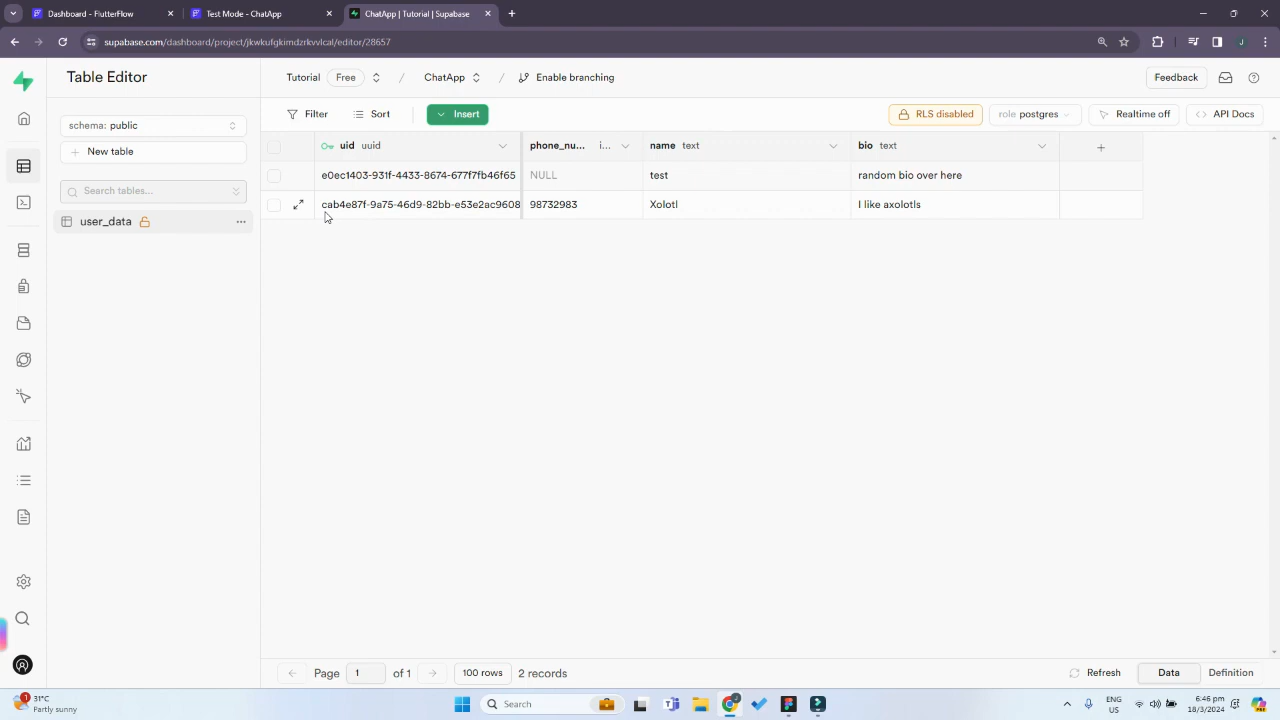 Dashboard - FlutterFlow
Test Mode - ChatApp
ChatApp | Tutorial | Supabase
supabase.com/dashboard/project/jkwkufgkimdzrkvvlcal/editor/28657
Table Editor
Tutorial Free / ChatApp / Enable branching
Feedback
schema: public
New table
Search tables...
user_data
Filter
Sort
Insert
RLS disabled
role postgres
Realtime off
API Docs
uid uuid
phone_nu... i...
name text
bio text
e0ec1403-931f-4433-8674-677f7fb46f65 NULL test random bio over here
cab4e87f-9a75-46d9-82bb-e53e2ac9608 98732983 Xolotl I like axolotls
Page 1 of 1
100 rows
2 records
Refresh
Data
Definition
1
31°C
Partly sunny
Search
ENG
US
6:46 pm
18/3/2024